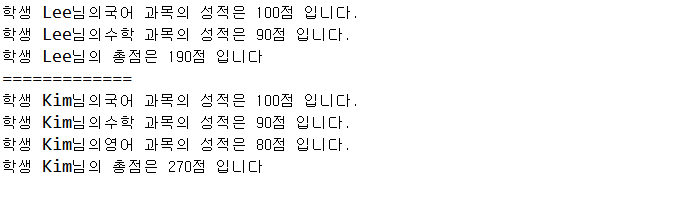 학생 Lee님의국어 과목의 성적은 100점 입니다.
학생 Lee님의수학 과목의 성적은 90점 입니다.
학생 Lee님의 총점은 190점 입니다
=============
학생 Kim님의국어 과목의 성적은 100점 입니다.
학생 Kim님의수학 과목의 성적은 90점 입니다.
학생 Kim님의영어 과목의 성적은 80점 입니다.
학생 Kim님의 총점은 270점 입니다